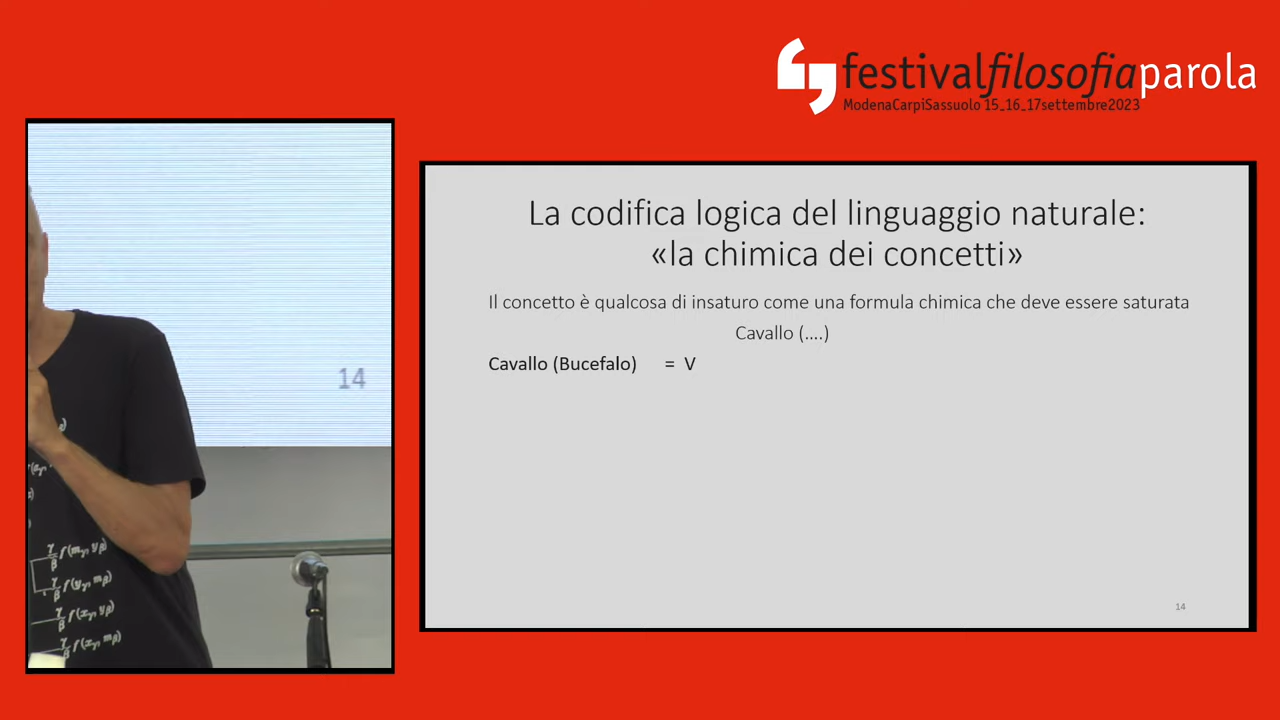 festivalfilosofiaparola
ModenaCarpiSassuolo 15_16_17settembre2023
La codifica logica del linguaggio naturale:
«la chimica dei concetti»
Il concetto è qualcosa di insaturo come una formula chimica che deve essere saturata
Cavallo (....)
Cavallo (Bucefalo) = V
14
14
f(y
f(x
f(x